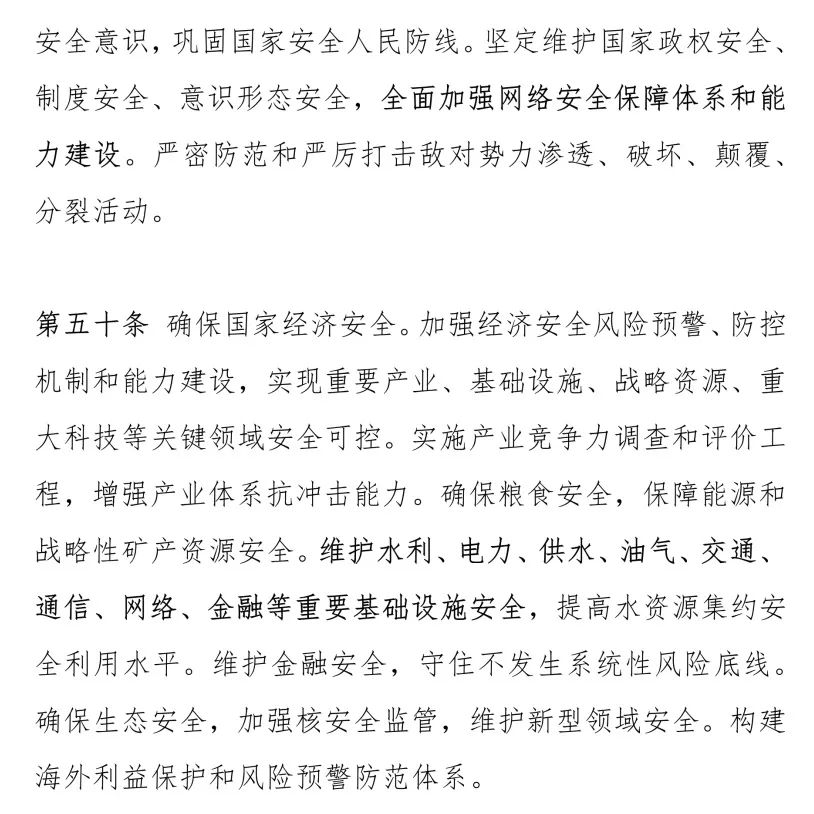 安全意识，巩固国家安全人民防线。坚定维护国家政权安全、
制度安全、意识形态安全，全面加强网络安全保障体系和能
力建设。严密防范和严厉打击敌对势力渗透、破坏、颠覆、
分裂活动。
第五十条 确保国家经济安全。加强经济安全风险预警、防控
机制和能力建设，实现重要产业、基础设施、战略资源、重
大科技等关键领域安全可控。实施产业竞争力调查和评价工
程，增强产业体系抗冲击能力。确保粮食安全，保障能源和
战略性矿产资源安全。维护水利、电力、供水、油气、交通、
通信、网络、金融等重要基础设施安全，提高水资源集约安
全利用水平。维护金融安全，守住不发生系统性风险底线。
确保生态安全，加强核安全监管，维护新型领域安全。构建
海外利益保护和风险预警防范体系。